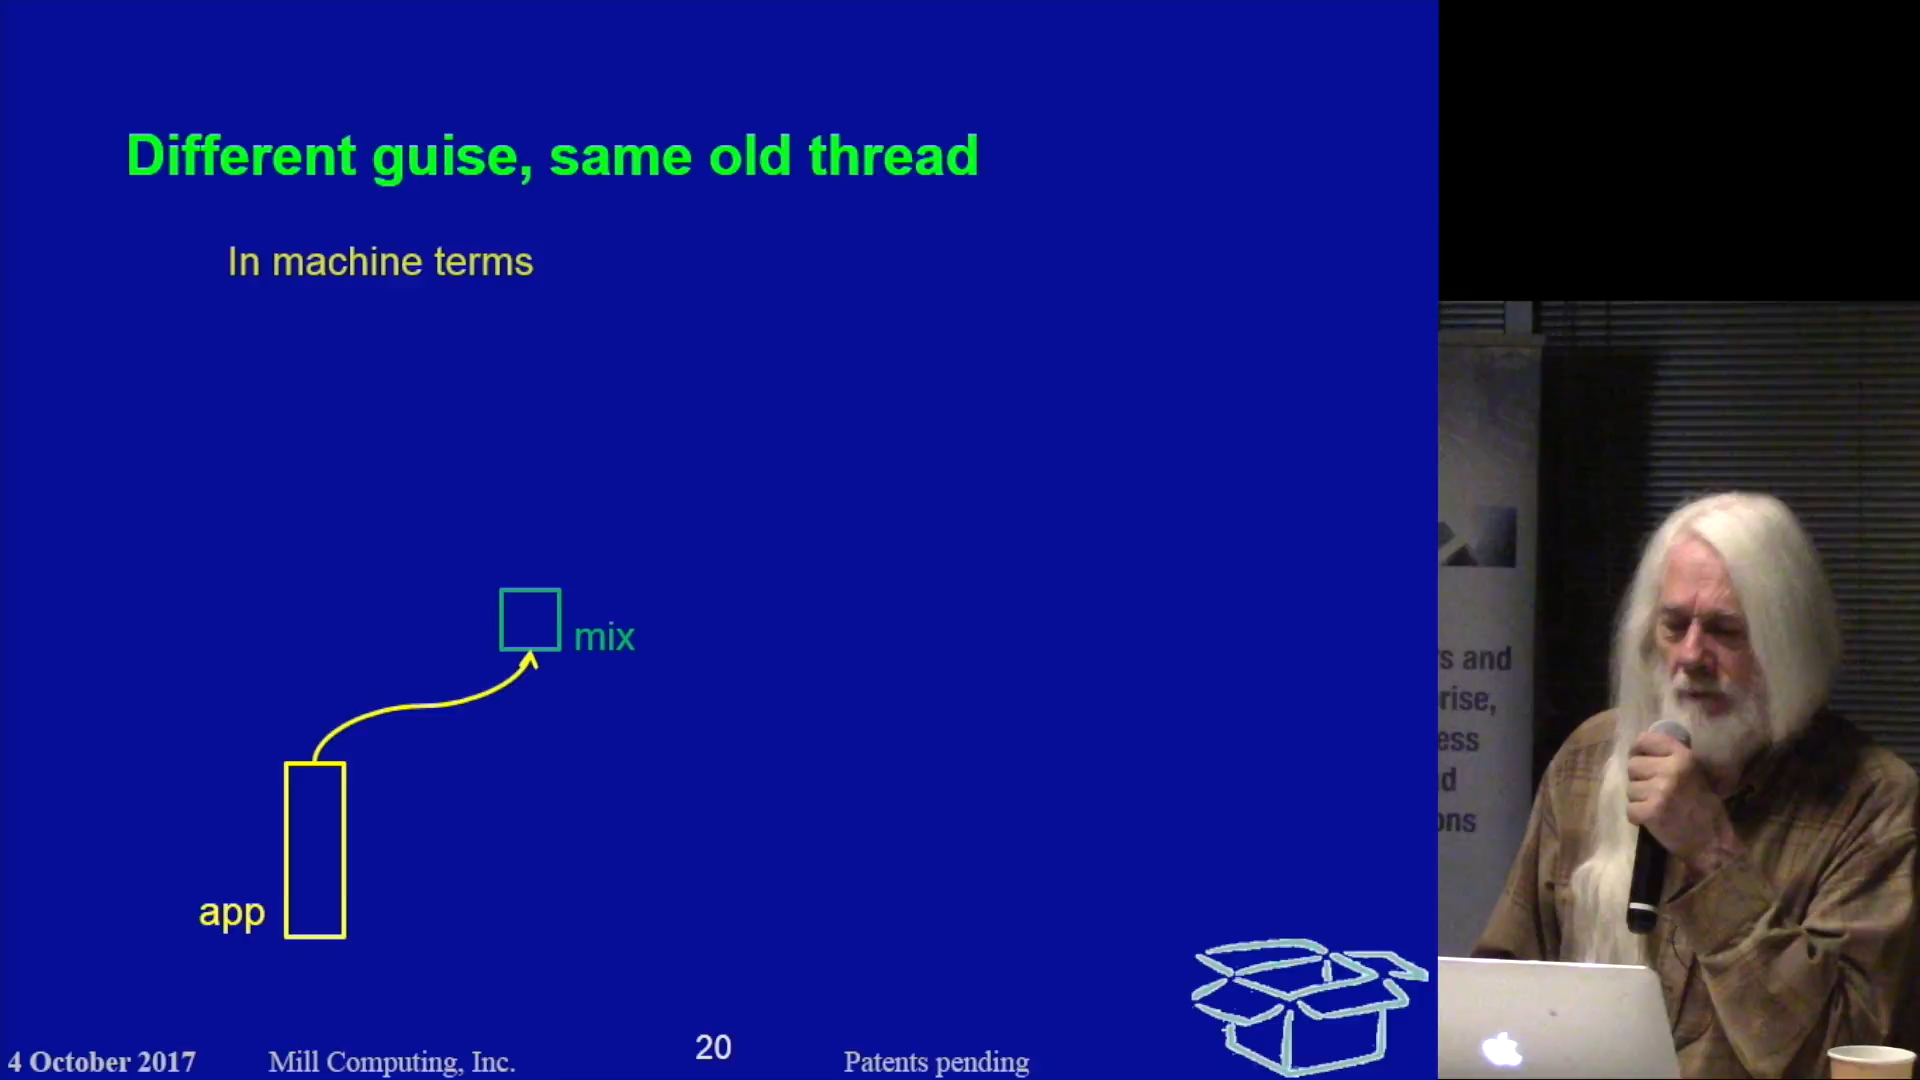 Different guise, same old thread
In machine terms
mix
app
4 October 2017
Mill Computing, Inc.
20
Patents pending
s and
rise,
ess
d
ons